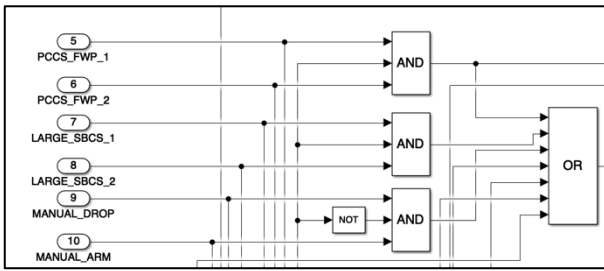 5
PCCS_FWP_1
AND
6
PCCS_FWP_2
7
LARGE_SBCS_1
AND
8
LARGE_SBCS_2
OR
9
MANUAL_DROP
NOT
AND
10
MANUAL_ARM